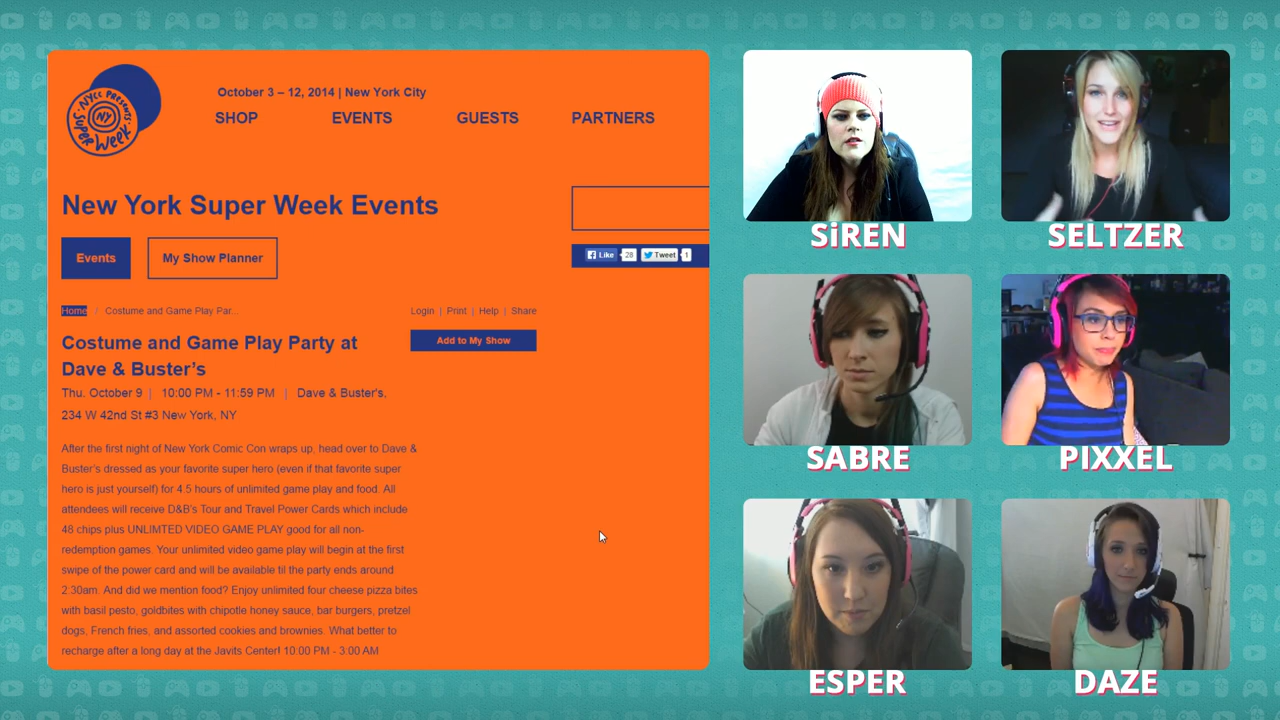 NYCC PRESENTS
NY
Super Week
October 3 – 12, 2014 | New York City
SHOP EVENTS GUESTS PARTNERS
New York Super Week Events
Events My Show Planner
Like 28 Tweet 1
Home / Costume and Game Play Par...
Login | Print | Help | Share
Costume and Game Play Party at
Dave & Buster's
Add to My Show
Thu. October 9 | 10:00 PM - 11:59 PM | Dave & Buster's,
234 W 42nd St #3 New York, NY
After the first night of New York Comic Con wraps up, head over to Dave &
Buster's dressed as your favorite super hero (even if that favorite super
hero is just yourself) for 4.5 hours of unlimited game play and food. All
attendees will receive D&B's Tour and Travel Power Cards which include
48 chips plus UNLIMTED VIDEO GAME PLAY good for all non-
redemption games. Your unlimited video game play will begin at the first
swipe of the power card and will be available til the party ends around
2:30am. And did we mention food? Enjoy unlimited four cheese pizza bites
with basil pesto, goldbites with chipotle honey sauce, bar burgers, pretzel
dogs, French fries, and assorted cookies and brownies. What better to
recharge after a long day at the Javits Center! 10:00 PM - 3:00 AM
SiREN
SELTZER
SABRE
PIXXEL
ESPER
DAZE